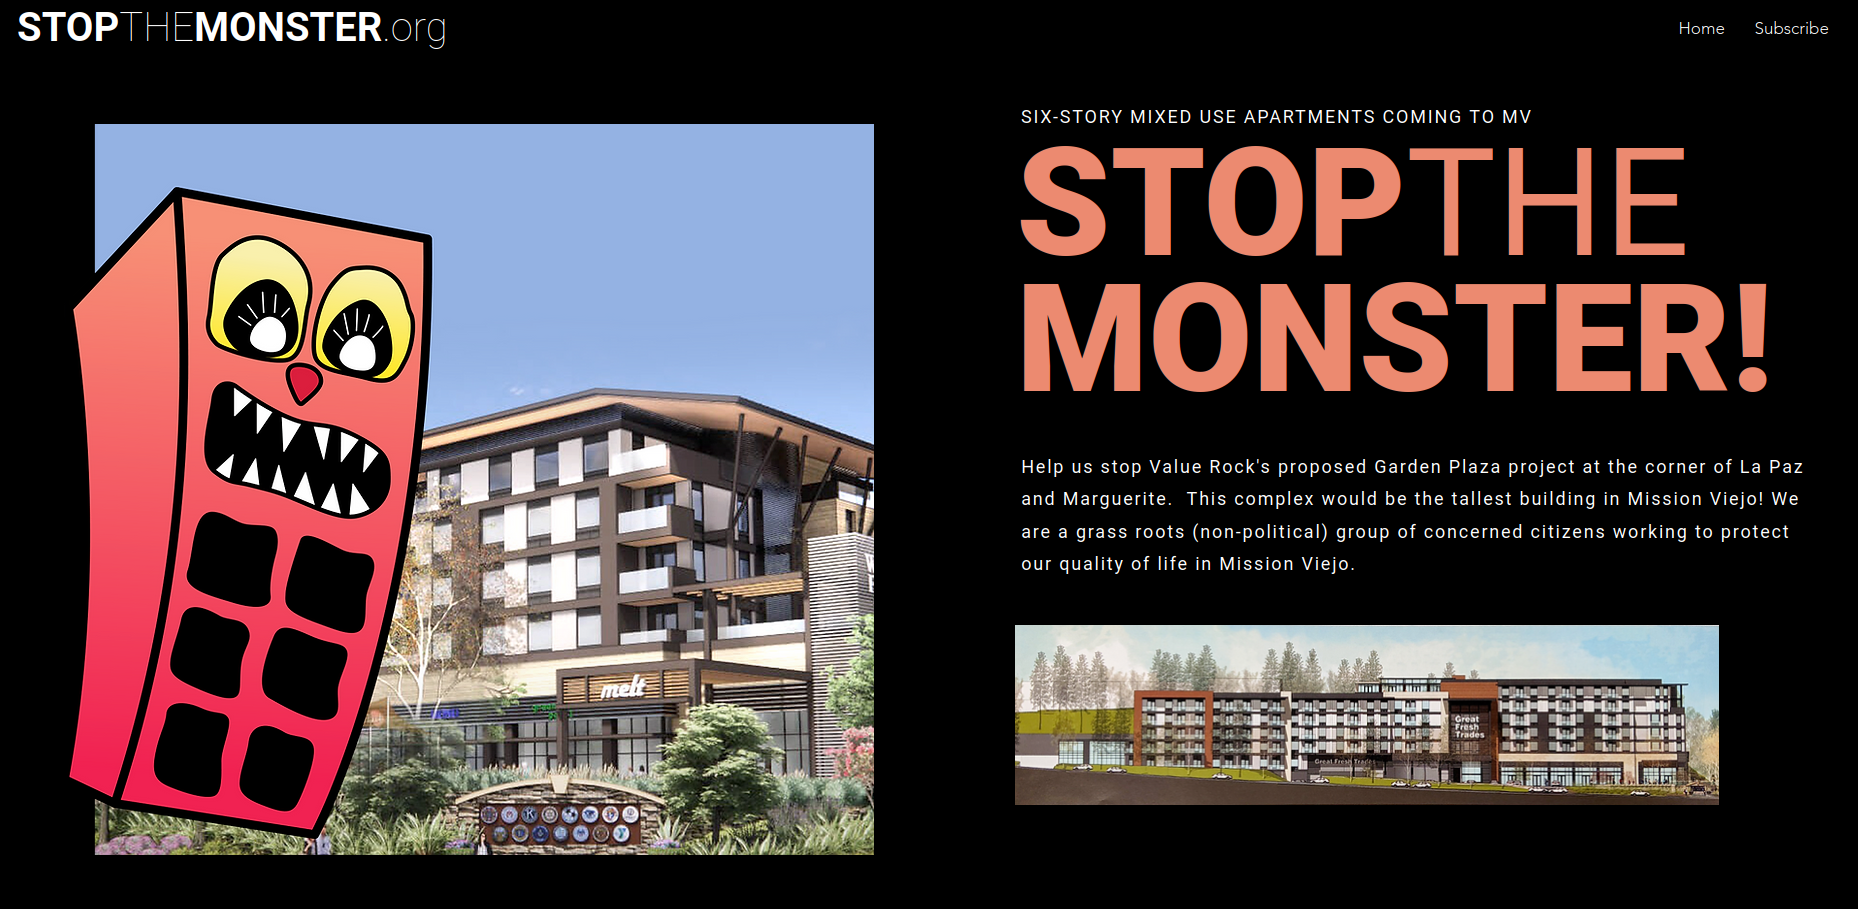 STOPTHEMONSTER.org
Home Subscribe
SIX-STORY MIXED USE APARTMENTS COMING TO MV
STOPTHE
MONSTER!
Help us stop Value Rock's proposed Garden Plaza project at the corner of La Paz
and Marguerite.  This complex would be the tallest building in Mission Viejo! We
are a grass roots (non-political) group of concerned citizens working to protect
our quality of life in Mission Viejo.
melt
Great
Fresh
Trades
Great Fresh Trades